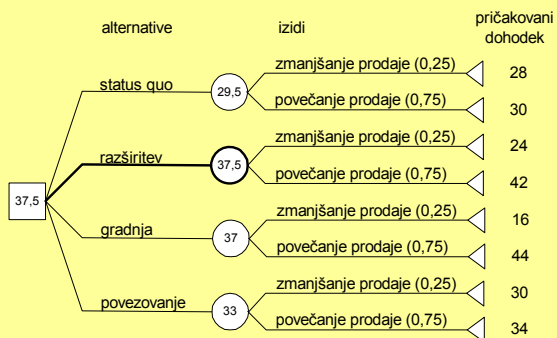 alternative izidi pričakovani dohodek
zmanjšanje prodaje (0,25) 28
status quo 29,5
povečanje prodaje (0,75) 30
zmanjšanje prodaje (0,25) 24
razširitev 37,5
povečanje prodaje (0,75) 42
37,5
zmanjšanje prodaje (0,25) 16
gradnja 37
povečanje prodaje (0,75) 44
zmanjšanje prodaje (0,25) 30
povezovanje 33
povečanje prodaje (0,75) 34